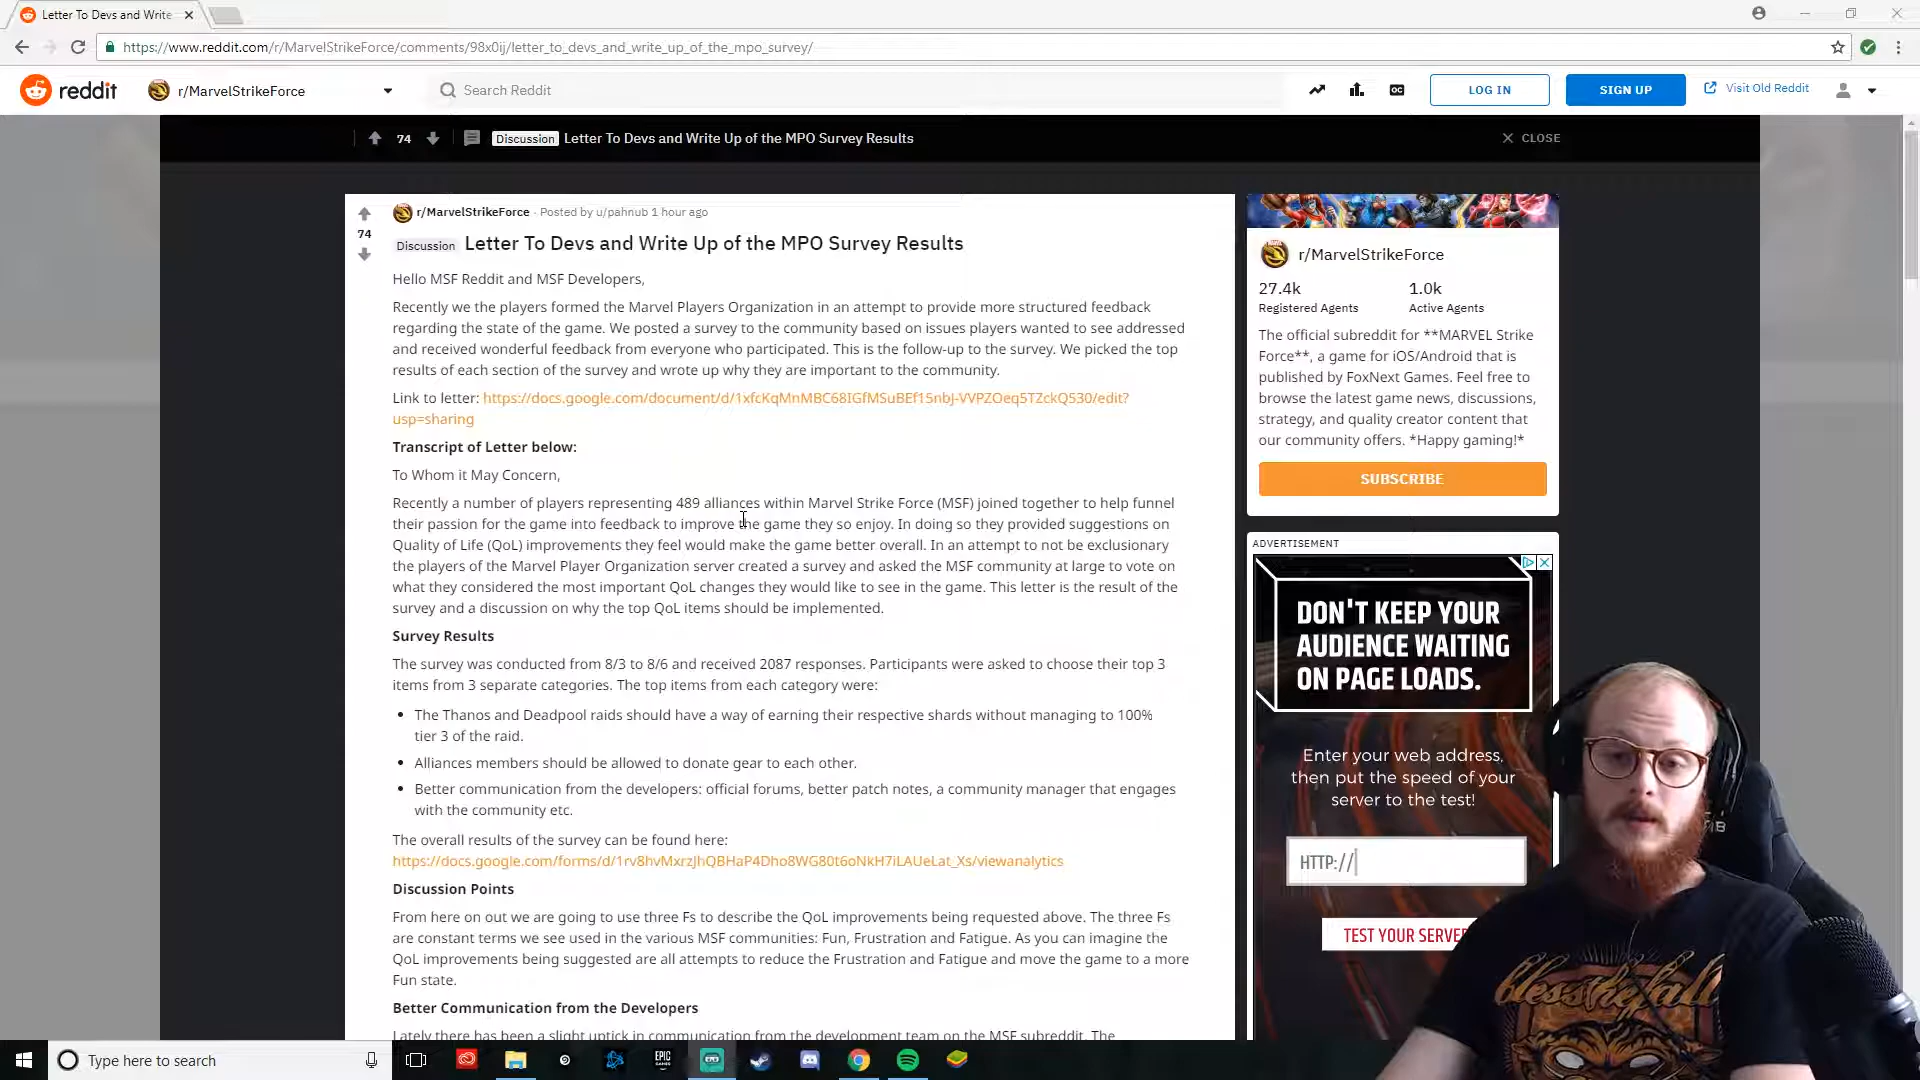 Letter To Devs and Write
https://www.reddit.com/r/MarvelStrikeForce/comments/98x0ij/letter_to_devs_and_write_up_of_the_mpo_survey/
reddit
r/MarvelStrikeForce
Search Reddit
LOG IN
SIGN UP
Visit Old Reddit
74
Discussion
Letter To Devs and Write Up of the MPO Survey Results
CLOSE
r/MarvelStrikeForce · Posted by u/pahnub 1 hour ago
74
Discussion Letter To Devs and Write Up of the MPO Survey Results
Hello MSF Reddit and MSF Developers,
Recently we the players formed the Marvel Players Organization in an attempt to provide more structured feedback
regarding the state of the game. We posted a survey to the community based on issues players wanted to see addressed
and received wonderful feedback from everyone who participated. This is the follow-up to the survey. We picked the top
results of each section of the survey and wrote up why they are important to the community.
Link to letter: https://docs.google.com/document/d/1xfcKqMnMBC68IGfMSuBEf15nbJ-VVPZOeq5TZckQ530/edit?
usp=sharing
Transcript of Letter below:
To Whom it May Concern,
Recently a number of players representing 489 alliances within Marvel Strike Force (MSF) joined together to help funnel
their passion for the game into feedback to improve the game they so enjoy. In doing so they provided suggestions on
Quality of Life (QoL) improvements they feel would make the game better overall. In an attempt to not be exclusionary
the players of the Marvel Player Organization server created a survey and asked the MSF community at large to vote on
what they considered the most important QoL changes they would like to see in the game. This letter is the result of the
survey and a discussion on why the top QoL items should be implemented.
Survey Results
The survey was conducted from 8/3 to 8/6 and received 2087 responses. Participants were asked to choose their top 3
items from 3 separate categories. The top items from each category were:
The Thanos and Deadpool raids should have a way of earning their respective shards without managing to 100%
tier 3 of the raid.
Alliances members should be allowed to donate gear to each other.
Better communication from the developers: official forums, better patch notes, a community manager that engages
with the community etc.
The overall results of the survey can be found here:
https://docs.google.com/forms/d/1rv8hvMxrzJhQBHaP4Dho8WG80t6oNkH7iLAUeLat_Xs/viewanalytics
Discussion Points
From here on out we are going to use three Fs to describe the QoL improvements being requested above. The three Fs
are constant terms we see used in the various MSF communities: Fun, Frustration and Fatigue. As you can imagine the
QoL improvements being suggested are all attempts to reduce the Frustration and Fatigue and move the game to a more
Fun state.
Better Communication from the Developers
Lately there has been a slight uptick in communication from the development team on the MSF subreddit. The
r/MarvelStrikeForce
27.4k
1.0k
Registered Agents
Active Agents
The official subreddit for **MARVEL Strike
Force**, a game for iOS/Android that is
published by FoxNext Games. Feel free to
browse the latest game news, discussions,
strategy, and quality creator content that
our community offers. *Happy gaming!*
SUBSCRIBE
ADVERTISEMENT
DON'T KEEP YOUR
AUDIENCE WAITING
ON PAGE LOADS.
Enter your web address,
then put the speed of your
server to the test!
HTTP://
TEST YOUR SERVE
blessthefall
Type here to search
EPIC
GAMES